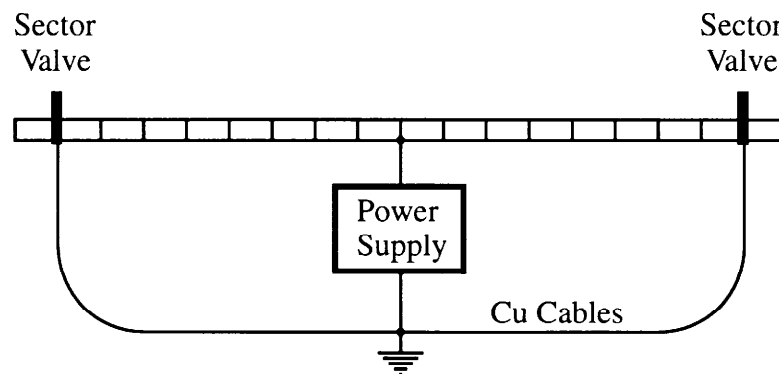 Sector
Valve
Sector
Valve
Power
Supply
Cu Cables